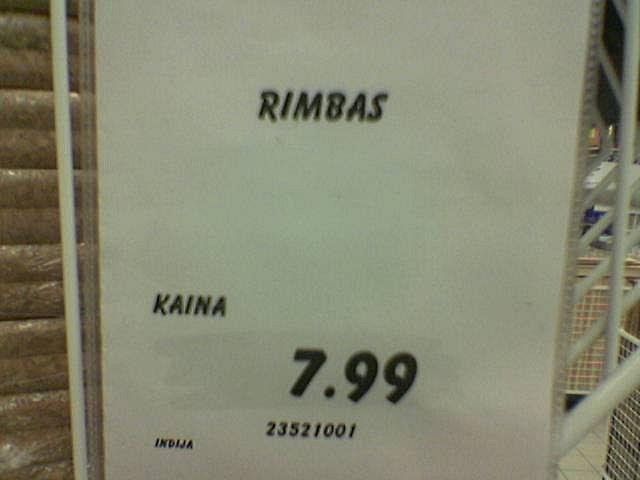 RIMBAS
KAINA
7.99
23521001
INDIJA